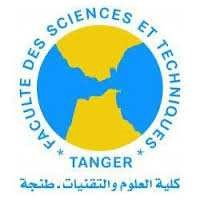 * FACULTE DES SCIENCES ET TECHNIQUES *
TANGER
كلية العلوم والتقنيات - طنجة